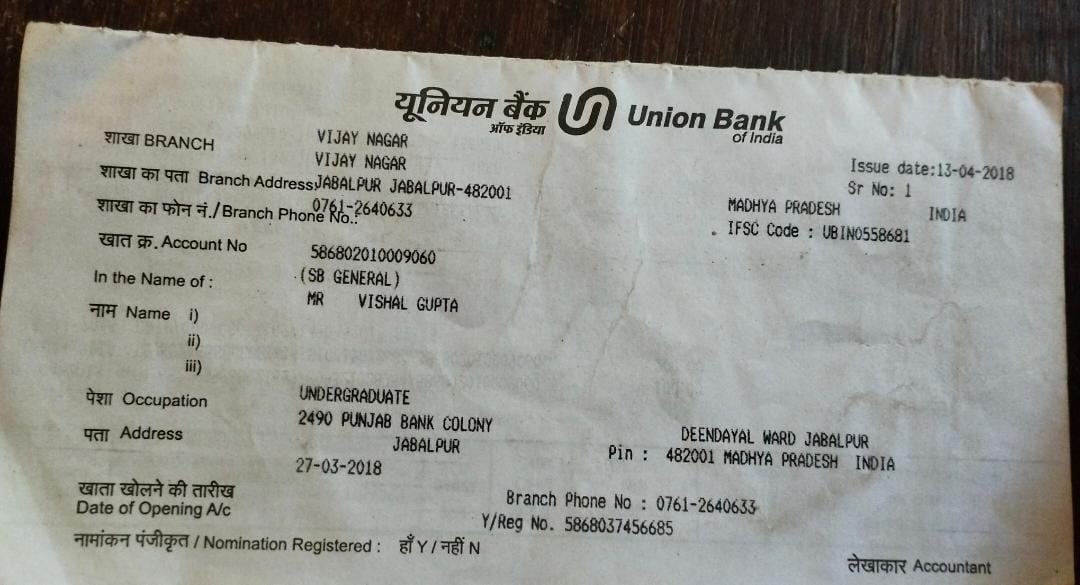 यूनियन बैंक Union Bank
ऑफ इंडिया of India
शाखा BRANCH VIJAY NAGAR
VIJAY NAGAR Issue date:13-04-2018
शाखा का पता Branch Address JABALPUR JABALPUR-482001 Sr No: 1
शाखा का फोन नं./Branch Phone No.: 0761-2640633 MADHYA PRADESH INDIA
IFSC Code : UBIN0558681
खात क्र. Account No 586802010009060
In the Name of : (SB GENERAL)
नाम Name i) MR VISHAL GUPTA
ii)
iii)
पेशा Occupation UNDERGRADUATE
पता Address 2490 PUNJAB BANK COLONY DEENDAYAL WARD JABALPUR
JABALPUR Pin : 482001 MADHYA PRADESH INDIA
27-03-2018
खाता खोलने की तारीख Branch Phone No : 0761-2640633
Date of Opening A/c Y/Reg No. 5868037456685
नामांकन पंजीकृत / Nomination Registered : हाँ Y / नहीं N
लेखाकार Accountant